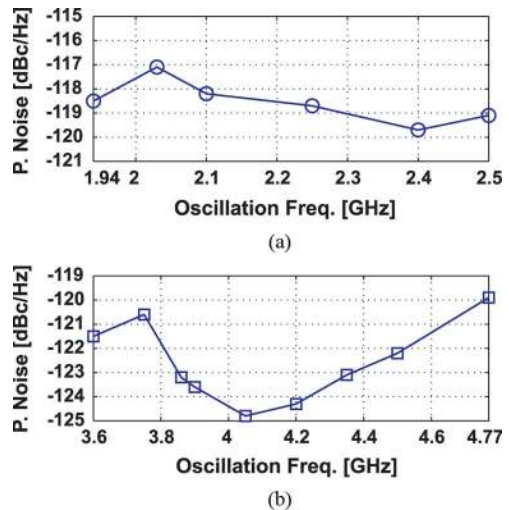 P. Noise [dBc/Hz]
-115
-116
-117
-118
-119
-120
-121
1.94 2 2.1 2.2 2.3 2.4 2.5
Oscillation Freq. [GHz]
(a)
P. Noise [dBc/Hz]
-119
-120
-121
-122
-123
-124
-125
3.6 3.8 4 4.2 4.4 4.6 4.77
Oscillation Freq. [GHz]
(b)